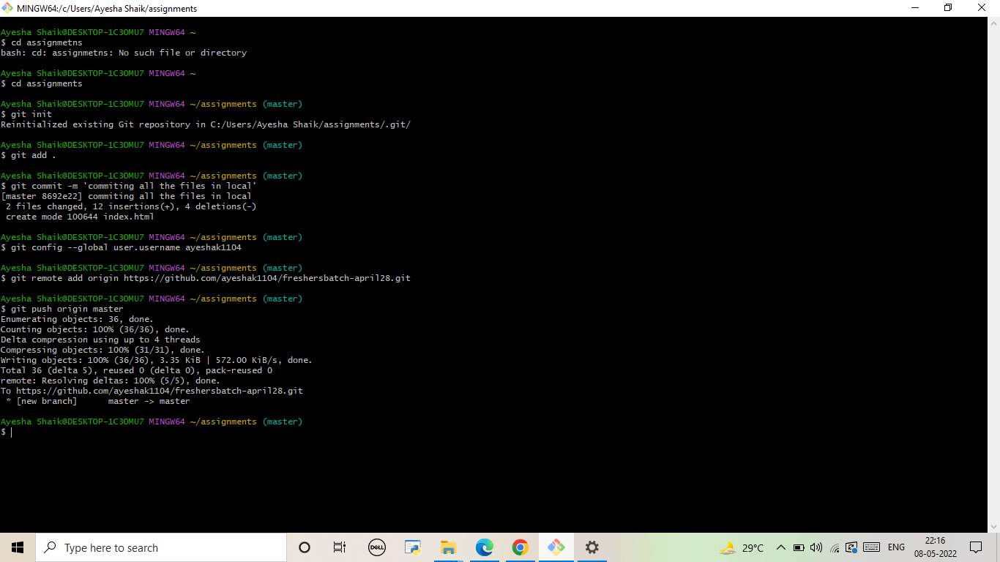 MINGW64:/c/Users/Ayesha Shaik/assignments
Ayesha Shaik@DESKTOP-1C3OMU7 MINGW64 ~
$ cd assignmetns
bash: cd: assignmetns: No such file or directory
Ayesha Shaik@DESKTOP-1C3OMU7 MINGW64 ~
$ cd assignments
Ayesha Shaik@DESKTOP-1C3OMU7 MINGW64 ~/assignments (master)
$ git init
Reinitialized existing Git repository in C:/Users/Ayesha Shaik/assignments/.git/
Ayesha Shaik@DESKTOP-1C3OMU7 MINGW64 ~/assignments (master)
$ git add .
Ayesha Shaik@DESKTOP-1C3OMU7 MINGW64 ~/assignments (master)
$ git commit -m 'commiting all the files in local'
[master 8692e22] commiting all the files in local
 2 files changed, 12 insertions(+), 4 deletions(-)
 create mode 100644 index.html
Ayesha Shaik@DESKTOP-1C3OMU7 MINGW64 ~/assignments (master)
$ git config --global user.username ayeshak1104
Ayesha Shaik@DESKTOP-1C3OMU7 MINGW64 ~/assignments (master)
$ git remote add origin https://github.com/ayeshak1104/freshersbatch-april28.git
Ayesha Shaik@DESKTOP-1C3OMU7 MINGW64 ~/assignments (master)
$ git push origin master
Enumerating objects: 36, done.
Counting objects: 100% (36/36), done.
Delta compression using up to 4 threads
Compressing objects: 100% (31/31), done.
Writing objects: 100% (36/36), 3.35 KiB | 572.00 KiB/s, done.
Total 36 (delta 5), reused 0 (delta 0), pack-reused 0
remote: Resolving deltas: 100% (5/5), done.
To https://github.com/ayeshak1104/freshersbatch-april28.git
 * [new branch]      master -> master
Ayesha Shaik@DESKTOP-1C3OMU7 MINGW64 ~/assignments (master)
$
Type here to search
DELL
29°C
ENG
22:16
08-05-2022